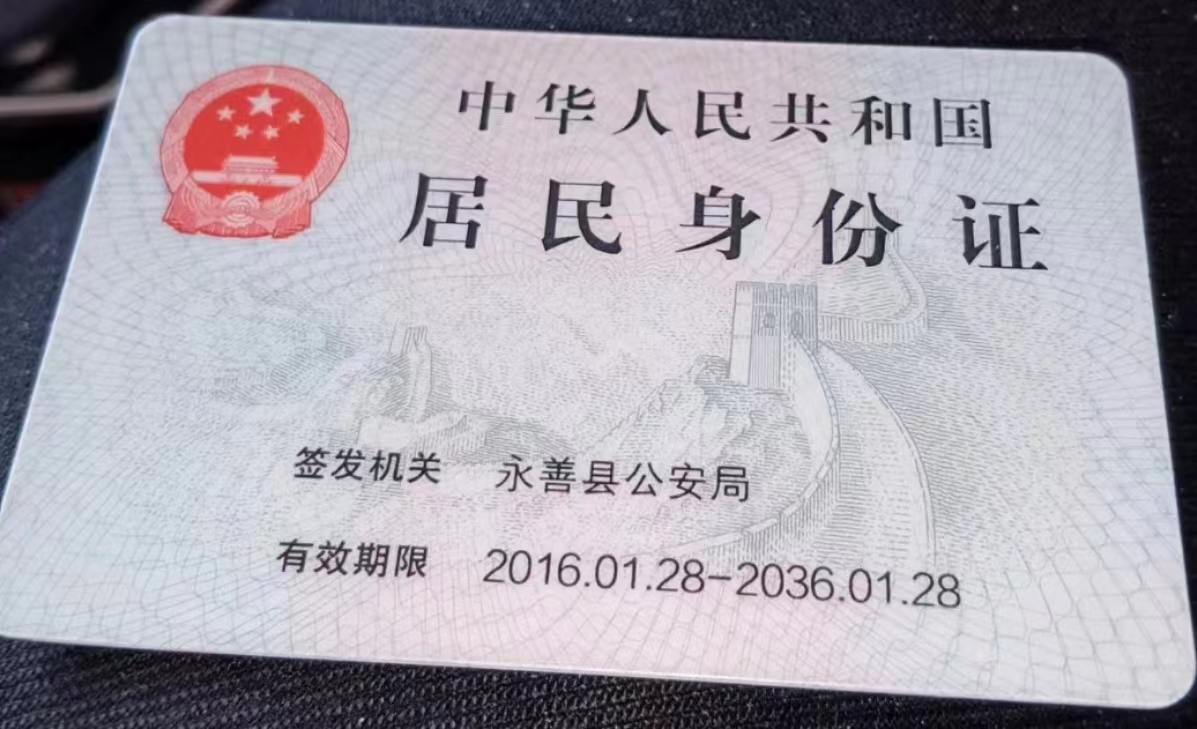 中华人民共和国
居民身份证
签发机关 永善县公安局
有效期限 2016.01.28-2036.01.28